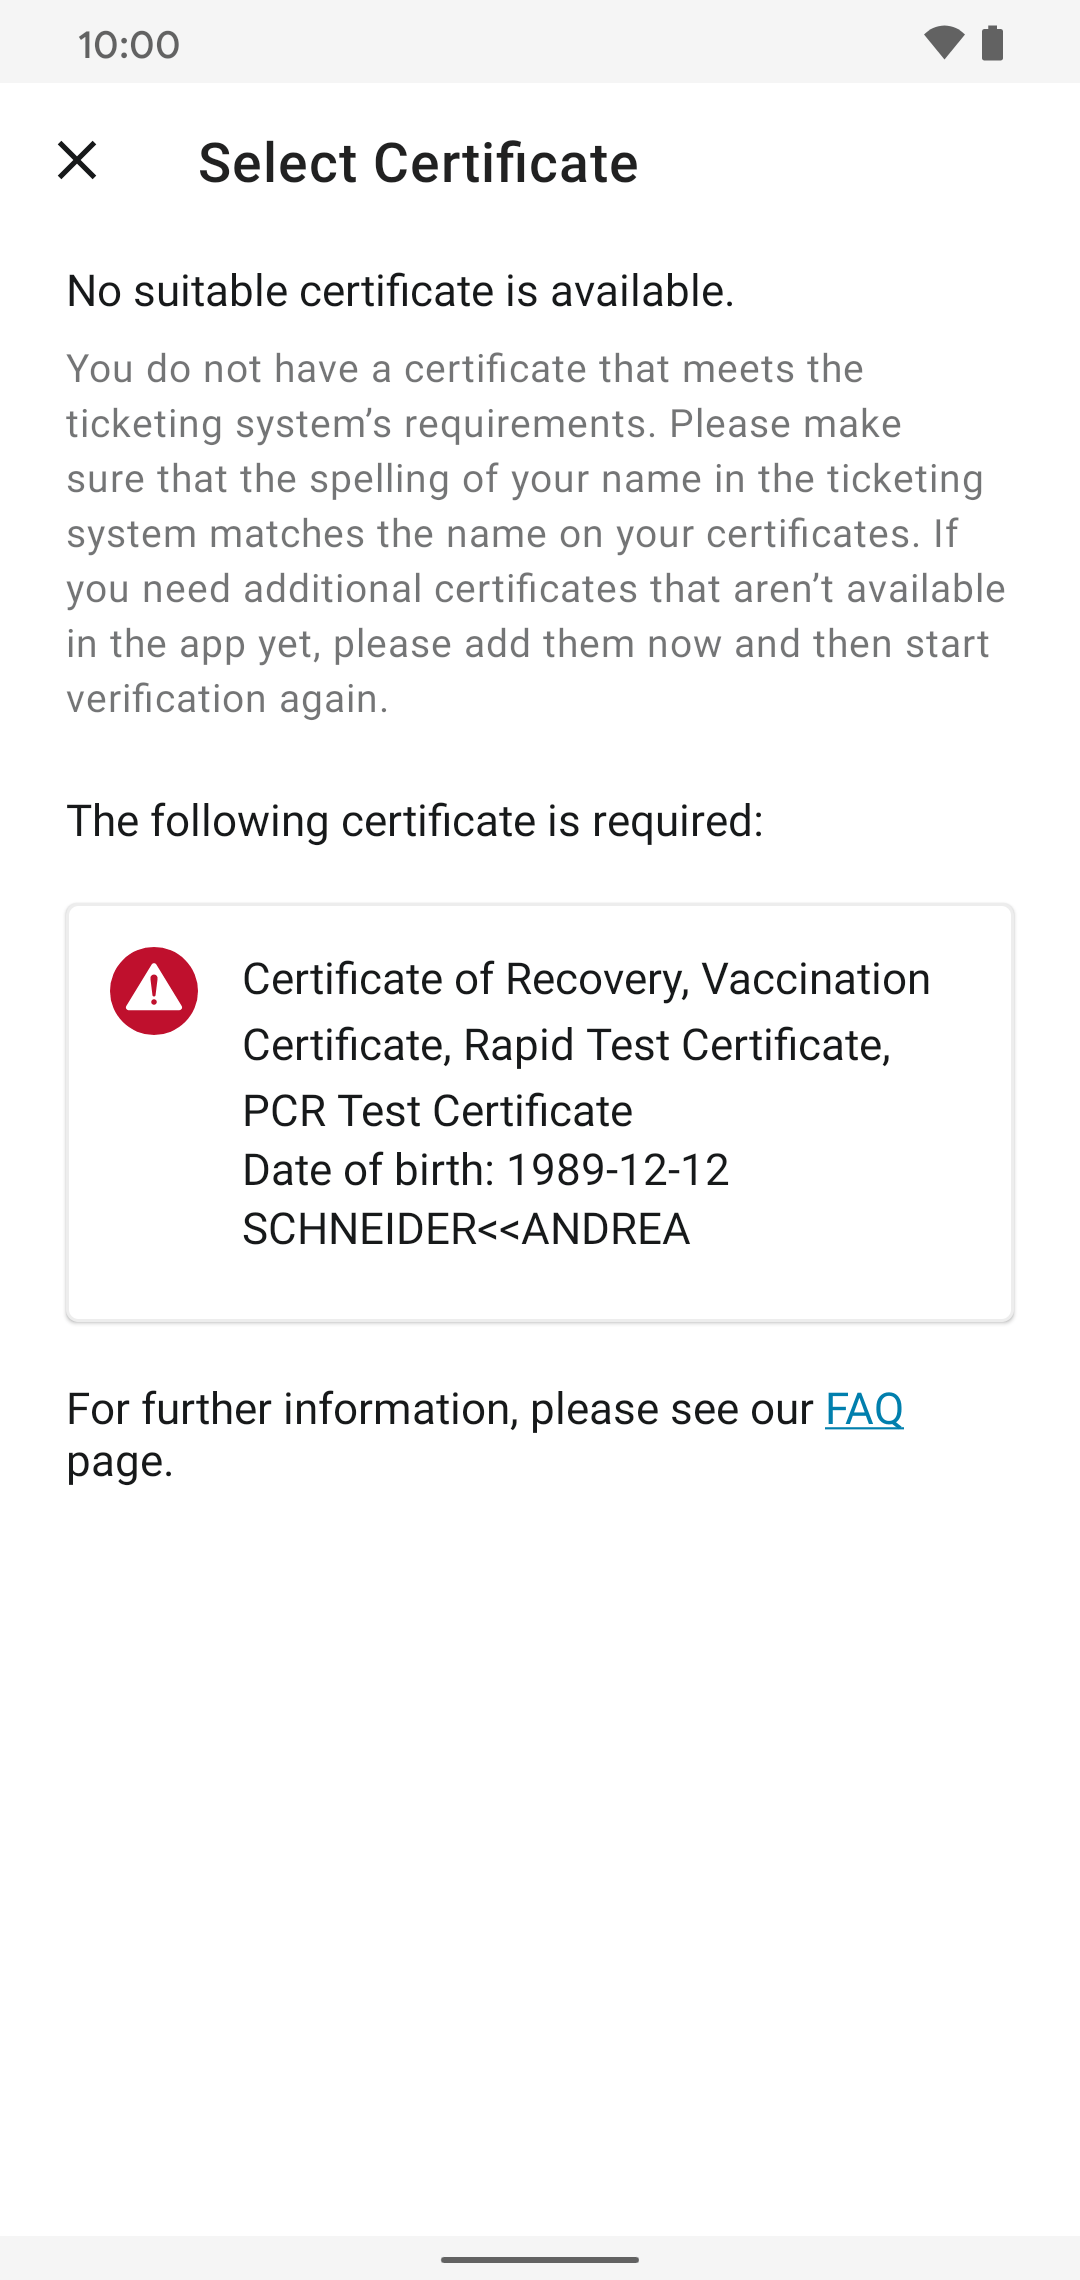 10:00
Select Certificate
No suitable certificate is available.
You do not have a certificate that meets the
ticketing system’s requirements. Please make
sure that the spelling of your name in the ticketing
system matches the name on your certificates. If
you need additional certificates that aren’t available
in the app yet, please add them now and then start
verification again.
The following certificate is required:
Certificate of Recovery, Vaccination
Certificate, Rapid Test Certificate,
PCR Test Certificate
Date of birth: 1989-12-12
SCHNEIDER<<ANDREA
For further information, please see our FAQ
page.